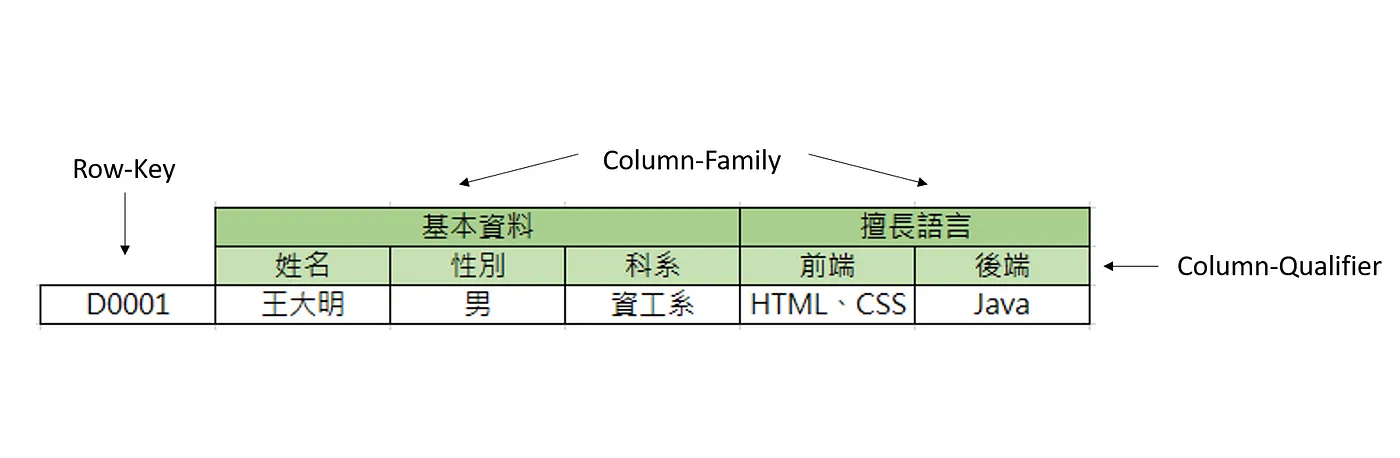 Column-Family
Row-Key
基本資料 擅長語言
姓名 性別 科系 前端 後端 Column-Qualifier
D0001 王大明 男 資工系 HTML、CSS Java